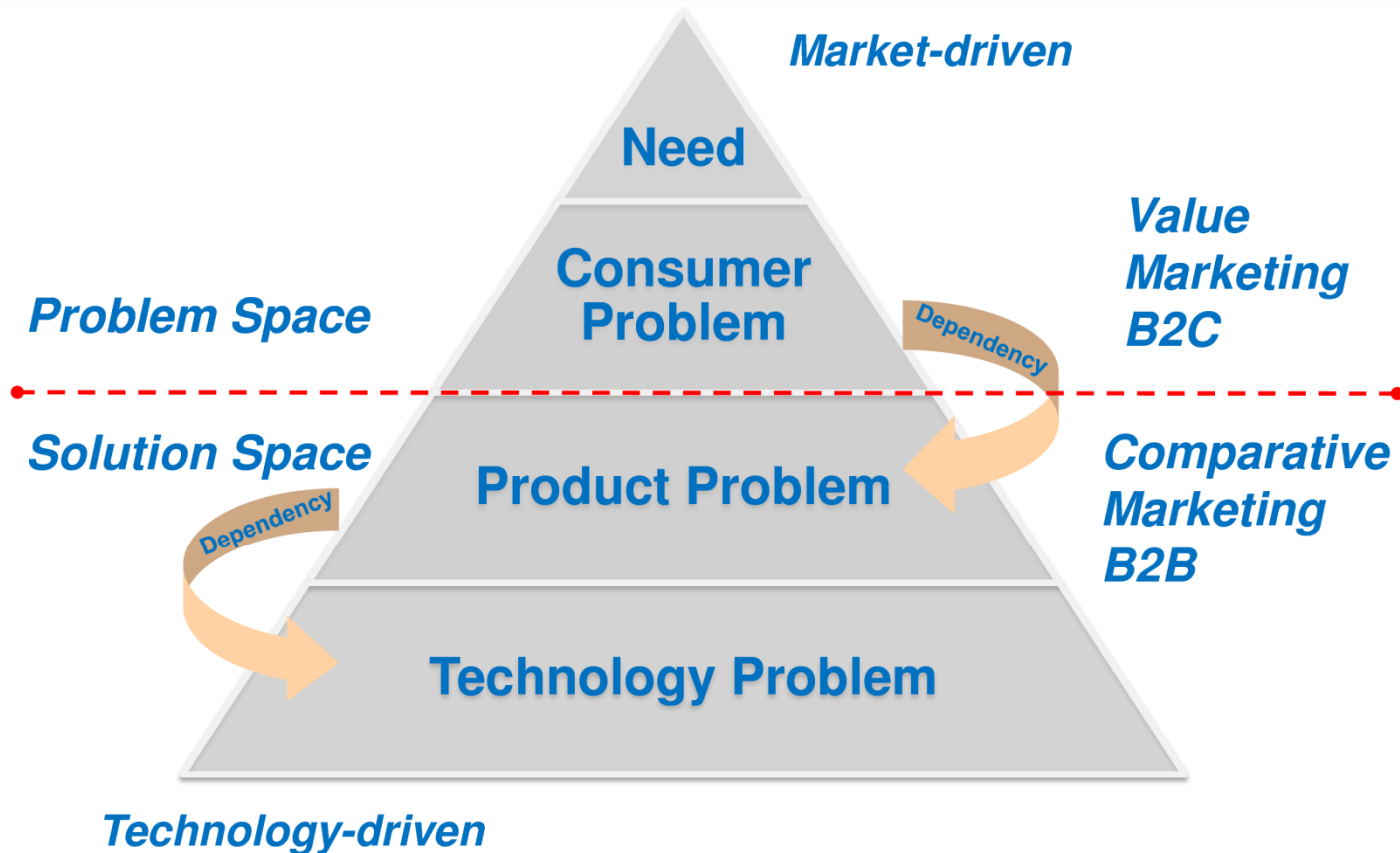 Market-driven
Need
Consumer
Problem
Value
Marketing
B2C
Problem Space
Dependency
Solution Space
Product Problem
Comparative
Marketing
B2B
Dependency
Technology Problem
Technology-driven